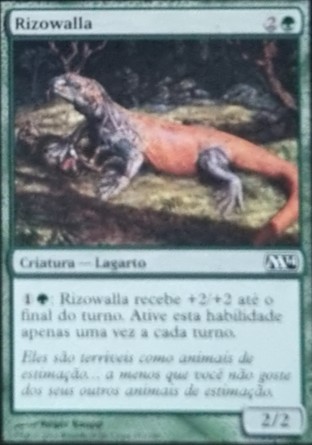 Rizowalla 2
Criatura — Lagarto M14
1 : Rizowalla recebe +2/+2 até o
final do turno. Ative esta habilidade
apenas uma vez a cada turno.
Eles são terríveis como animais de
estimação... a menos que você não goste
dos seus outros animais de estimação.
2/2